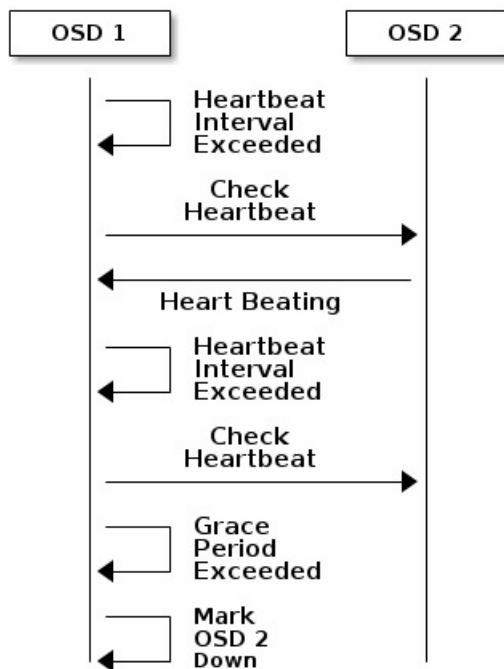 OSD 1
OSD 2
Heartbeat
Interval
Exceeded
Check
Heartbeat
Heart Beating
Heartbeat
Interval
Exceeded
Check
Heartbeat
Grace
Period
Exceeded
Mark
OSD 2
Down